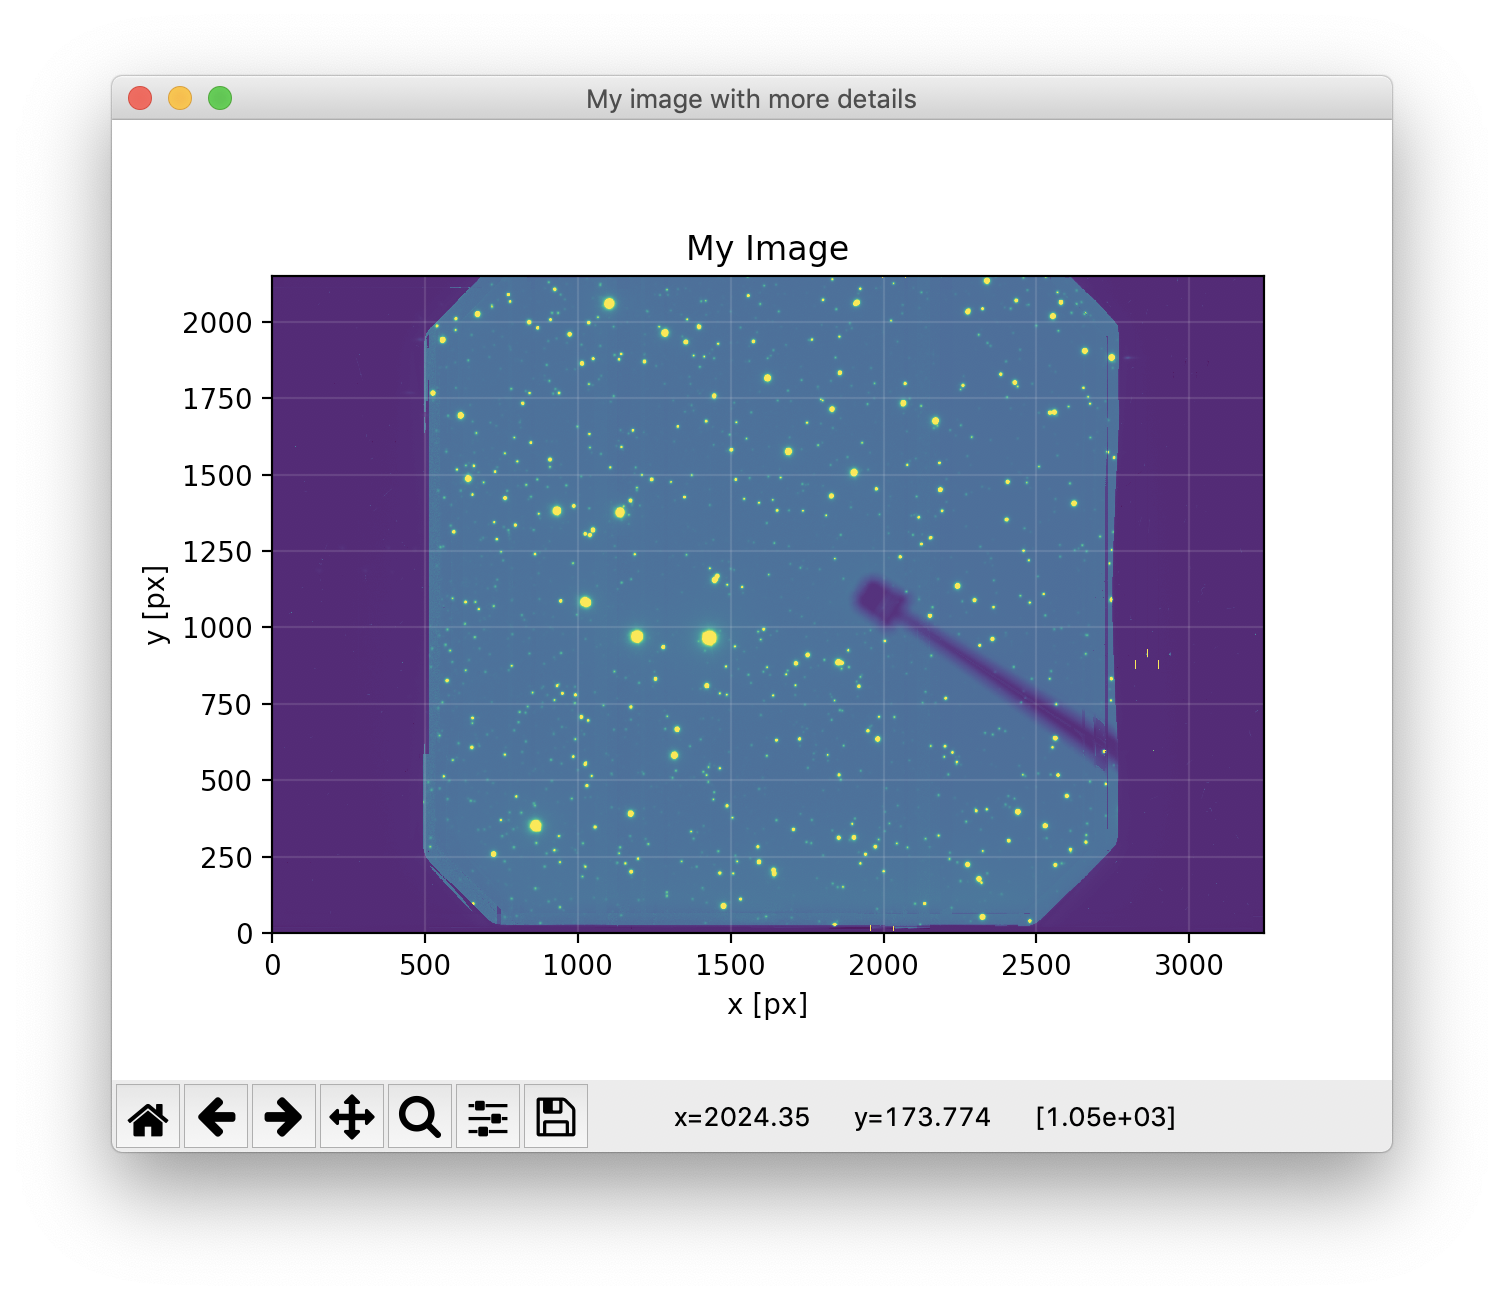 My image with more details
My Image
2000
1750
1500
1250
1000
750
500
250
0
y [px]
0 500 1000 1500 2000 2500 3000
x [px]
x=2024.35 y=173.774 [1.05e+03]